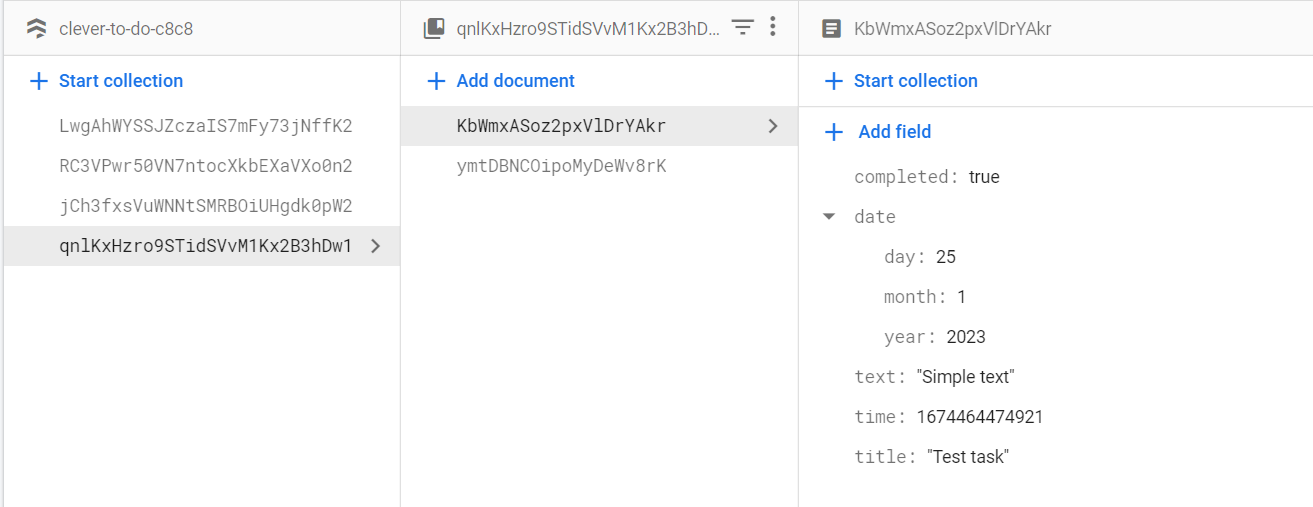 clever-to-do-c8c8
Start collection
LwgAhWYSSJZczaIS7mFy73jNffK2
RC3VPwr50VN7ntocXkbEXaVXo0n2
jCh3fxsVuWNNtSMRBOiUHgdk0pW2
qnlKxHzro9STidSVvM1Kx2B3hDw1
qnlKxHzro9STidSVvM1Kx2B3hD...
Add document
KbWmxASoz2pxVlDrYAkr
ymtDBNCOipoMyDeWv8rK
KbWmxASoz2pxVlDrYAkr
Start collection
Add field
completed: true
date
day: 25
month: 1
year: 2023
text: "Simple text"
time: 1674464474921
title: "Test task"